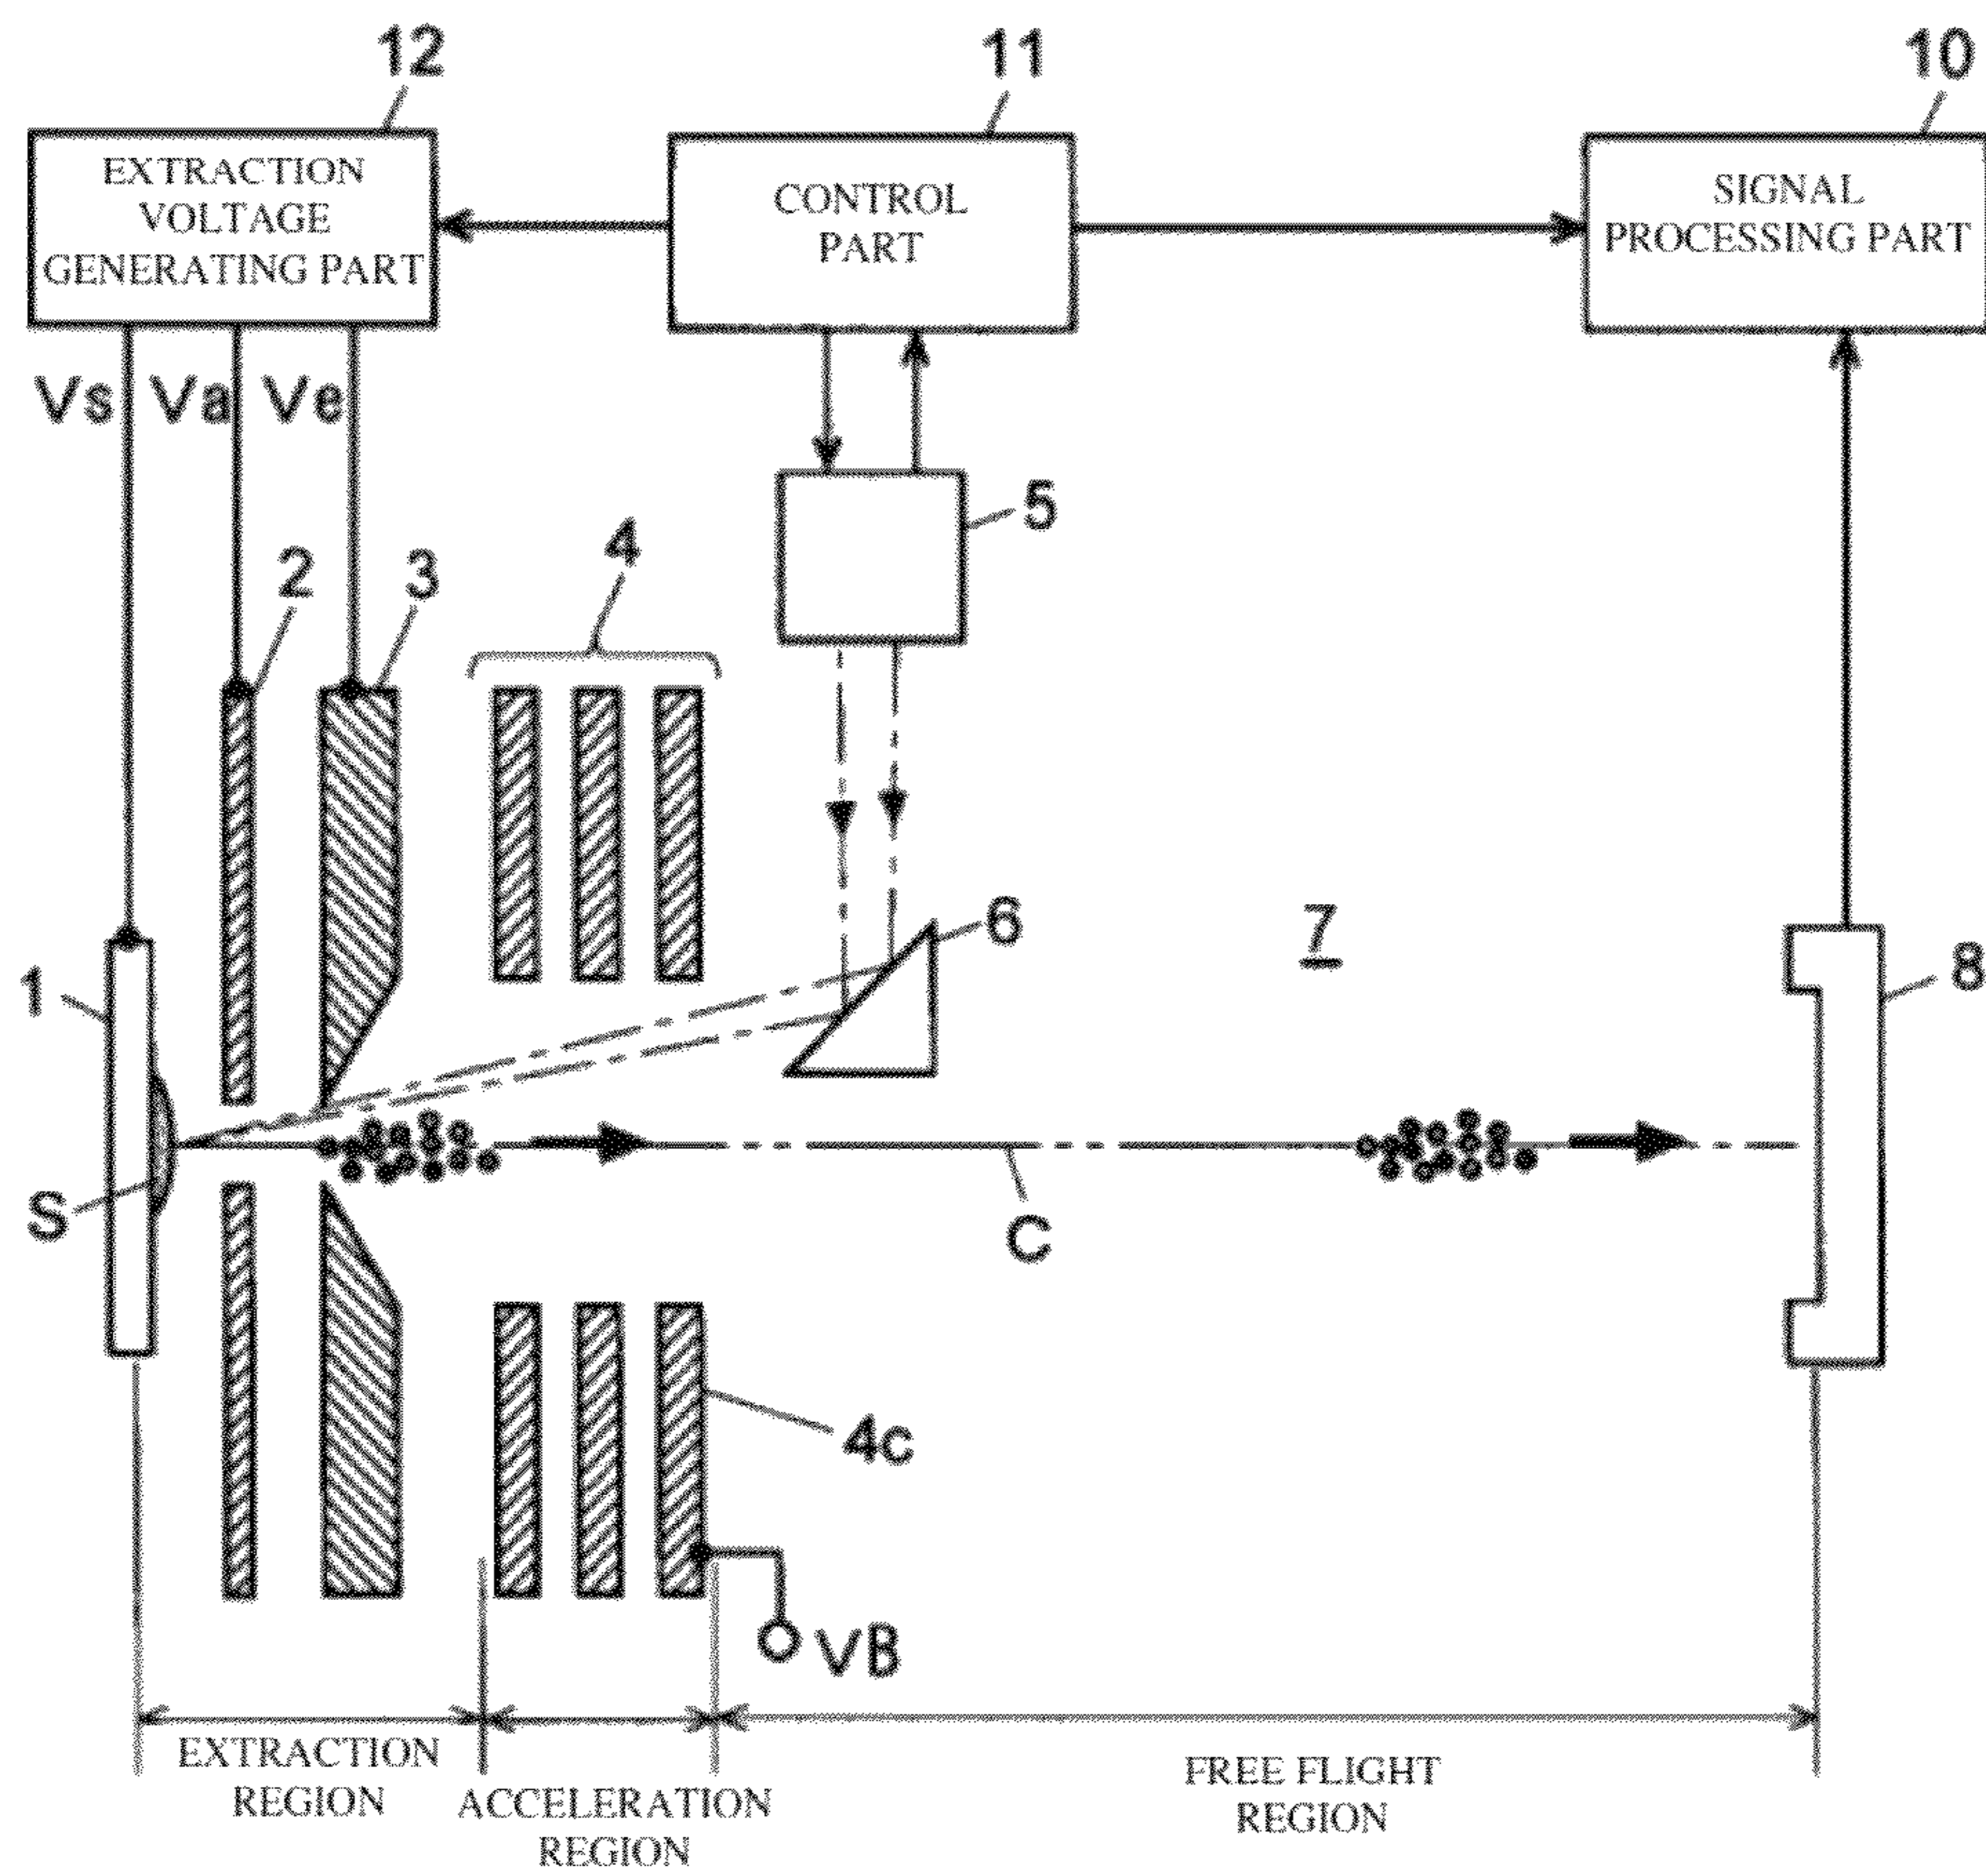 12
11
10
EXTRACTION
VOLTAGE
GENERATING PART
CONTROL
PART
SIGNAL
PROCESSING PART
Vs
Va
Ve
5
2
3
4
6
7
1
8
S
C
4c
VB
EXTRACTION
REGION
ACCELERATION
REGION
FREE FLIGHT
REGION